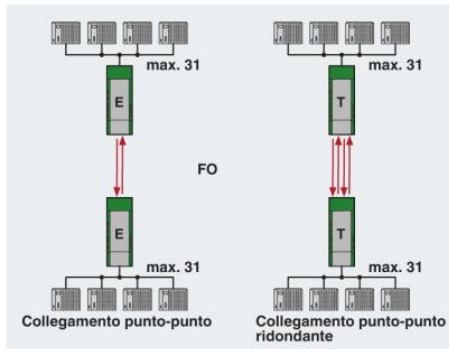 max. 31
max. 31
E
T
FO
E
T
max. 31
max. 31
Collegamento punto-punto
Collegamento punto-punto
ridondante